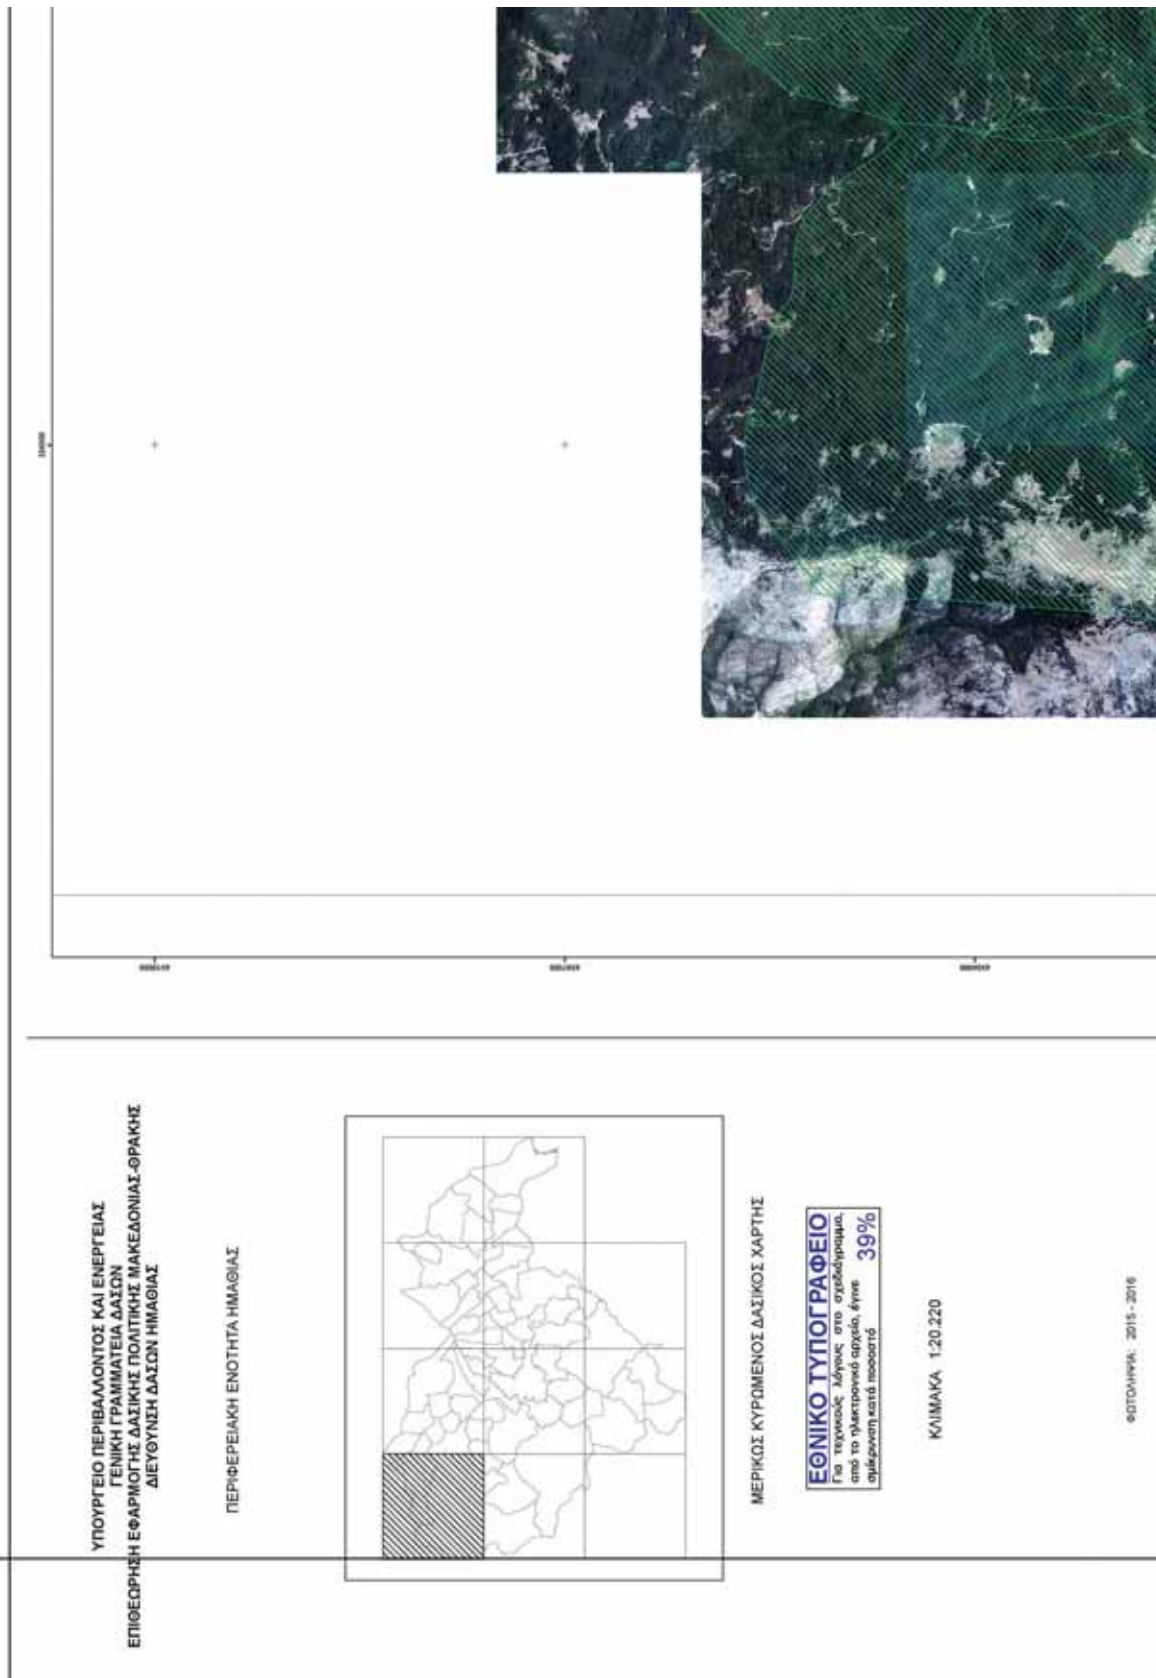 ΥΠΟΥΡΓΕΙΟ ΠΕΡΙΒΑΛΛΟΝΤΟΣ ΚΑΙ ΕΝΕΡΓΕΙΑΣ
ΓΕΝΙΚΗ ΓΡΑΜΜΑΤΕΙΑ ΔΑΣΩΝ
ΕΠΙΘΕΩΡΗΣΗ ΕΦΑΡΜΟΓΗΣ ΔΑΣΙΚΗΣ ΠΟΛΙΤΙΚΗΣ ΜΑΚΕΔΟΝΙΑΣ-ΘΡΑΚΗΣ
ΔΙΕΥΘΥΝΣΗ ΔΑΣΩΝ ΗΜΑΘΙΑΣ
ΠΕΡΙΦΕΡΕΙΑΚΗ ΕΝΟΤΗΤΑ ΗΜΑΘΙΑΣ
ΜΕΡΙΚΩΣ ΚΥΡΩΜΕΝΟΣ ΔΑΣΙΚΟΣ ΧΑΡΤΗΣ
ΕΘΝΙΚΟ ΤΥΠΟΓΡΑΦΕΙΟ
Για τεχνικούς λόγους στο σχεδιάγραμμα,
από το ηλεκτρονικό αρχείο, έγινε
σμίκρυνση κατά ποσοστό 39%
ΚΛΙΜΑΚΑ 1:20.220
ΦΩΤΟΛΗΨΙΑ: 2015 - 2016